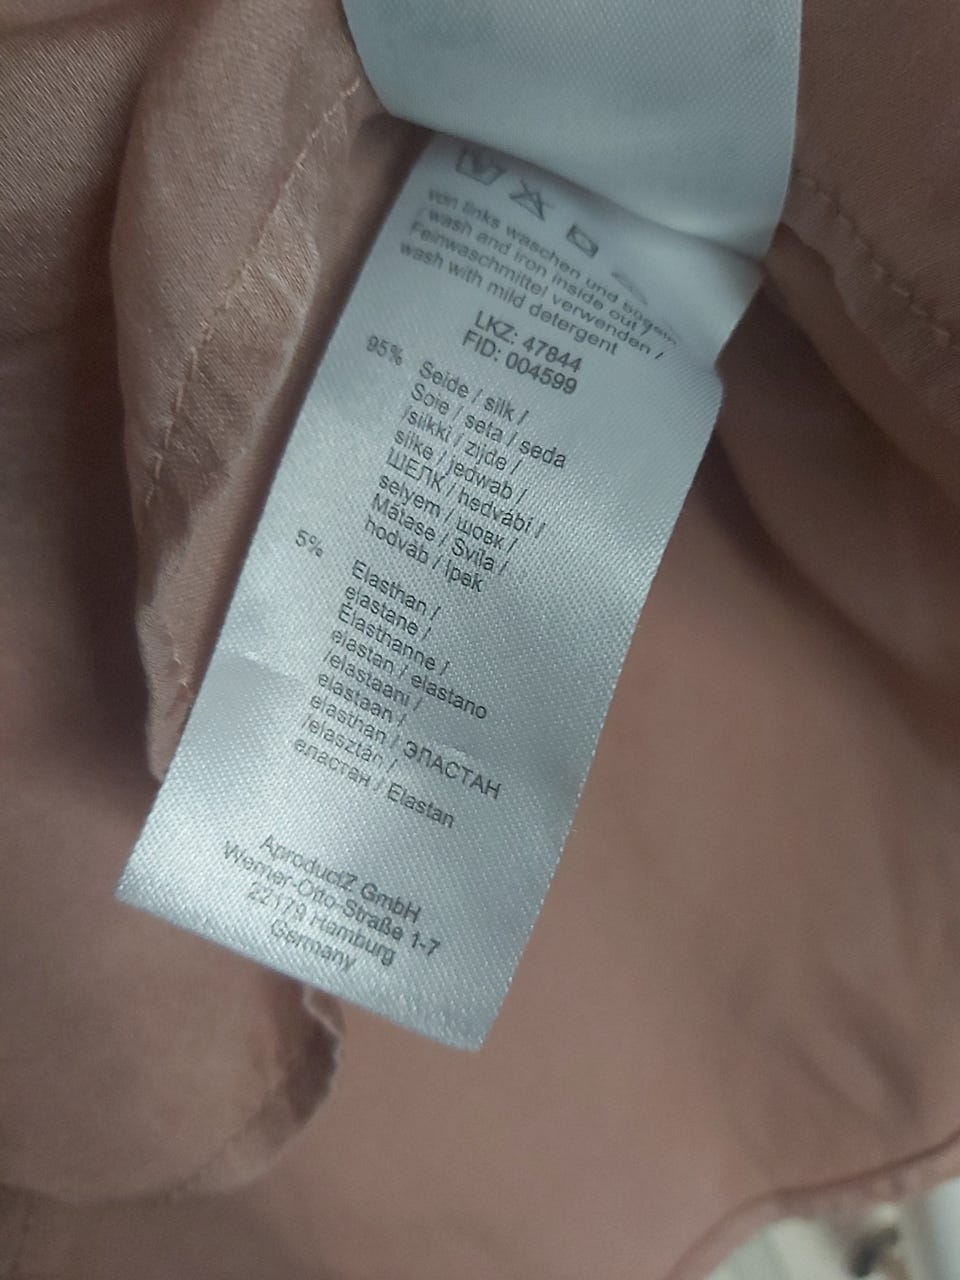 von links waschen und bügeln
/ wash and iron inside out /
Feinwaschmittel verwenden /
wash with mild detergent
LKZ: 47844
FID: 004599
95% Seide / silk /
Soie / seta / seda
/silkki / zijde /
silke / jedwab /
ШЕЛК / hedvábí /
selyem / шовк /
Mătase / Svila /
hodváb / Ipek
5% Elasthan /
elastane /
Élasthanne /
elastan / elastano
/elastaani /
elastaan /
elasthan / ЭЛАСТАН
/elasztán /
еластан / Elastan
AproductZ GmbH
Werner-Otto-Straße 1-7
22179 Hamburg
Germany